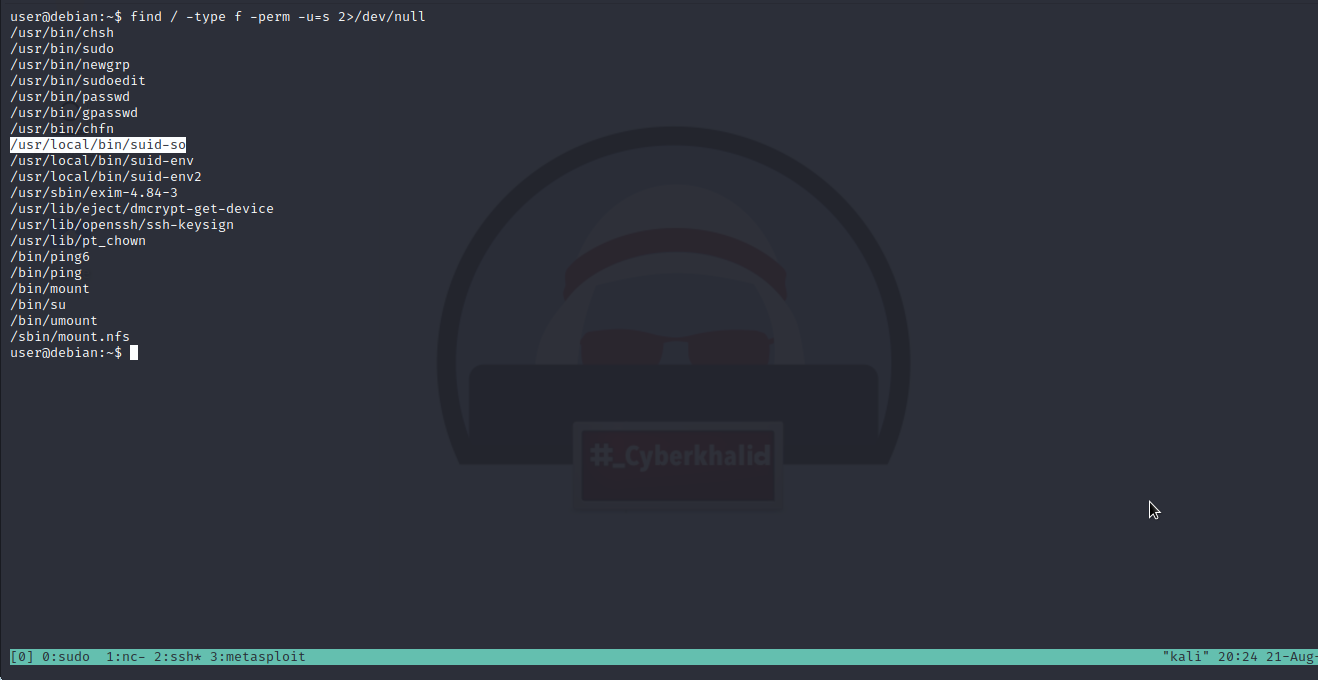 user@debian:~$ find / -type f -perm -u=s 2>/dev/null
/usr/bin/chsh
/usr/bin/sudo
/usr/bin/newgrp
/usr/bin/sudoedit
/usr/bin/passwd
/usr/bin/gpasswd
/usr/bin/chfn
/usr/local/bin/suid-so
/usr/local/bin/suid-env
/usr/local/bin/suid-env2
/usr/sbin/exim-4.84-3
/usr/lib/eject/dmcrypt-get-device
/usr/lib/openssh/ssh-keysign
/usr/lib/pt_chown
/bin/ping6
/bin/ping
/bin/mount
/bin/su
/bin/umount
/sbin/mount.nfs
user@debian:~$
#_Cyberkhalid
[0] 0:sudo  1:nc- 2:ssh* 3:metasploit "kali" 20:24 21-Aug-